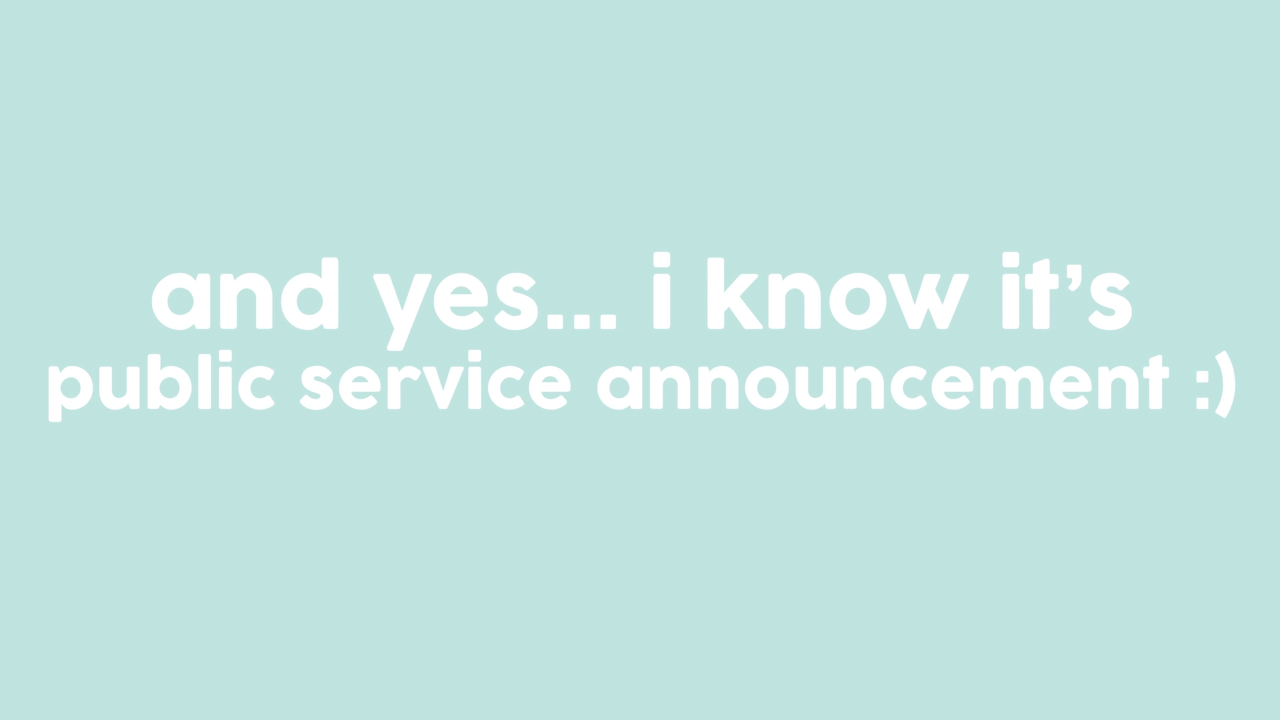 and yes... i know it’s
public service announcement :)